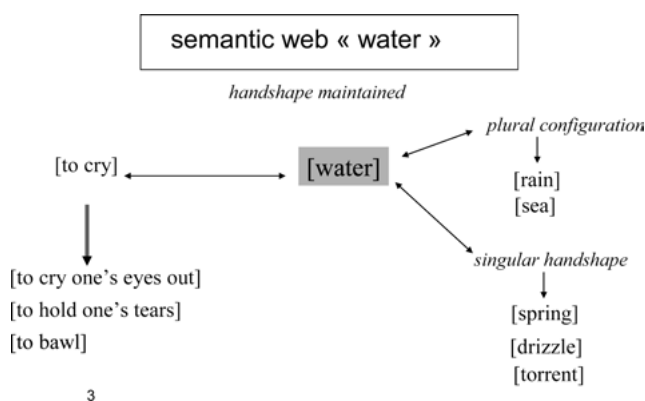 semantic web « water »
handshape maintained
plural configuration
[to cry]
[water]
[rain]
[sea]
singular handshape
[to cry one's eyes out]
[to hold one's tears]
[to bawl]
[spring]
[drizzle]
[torrent]
3